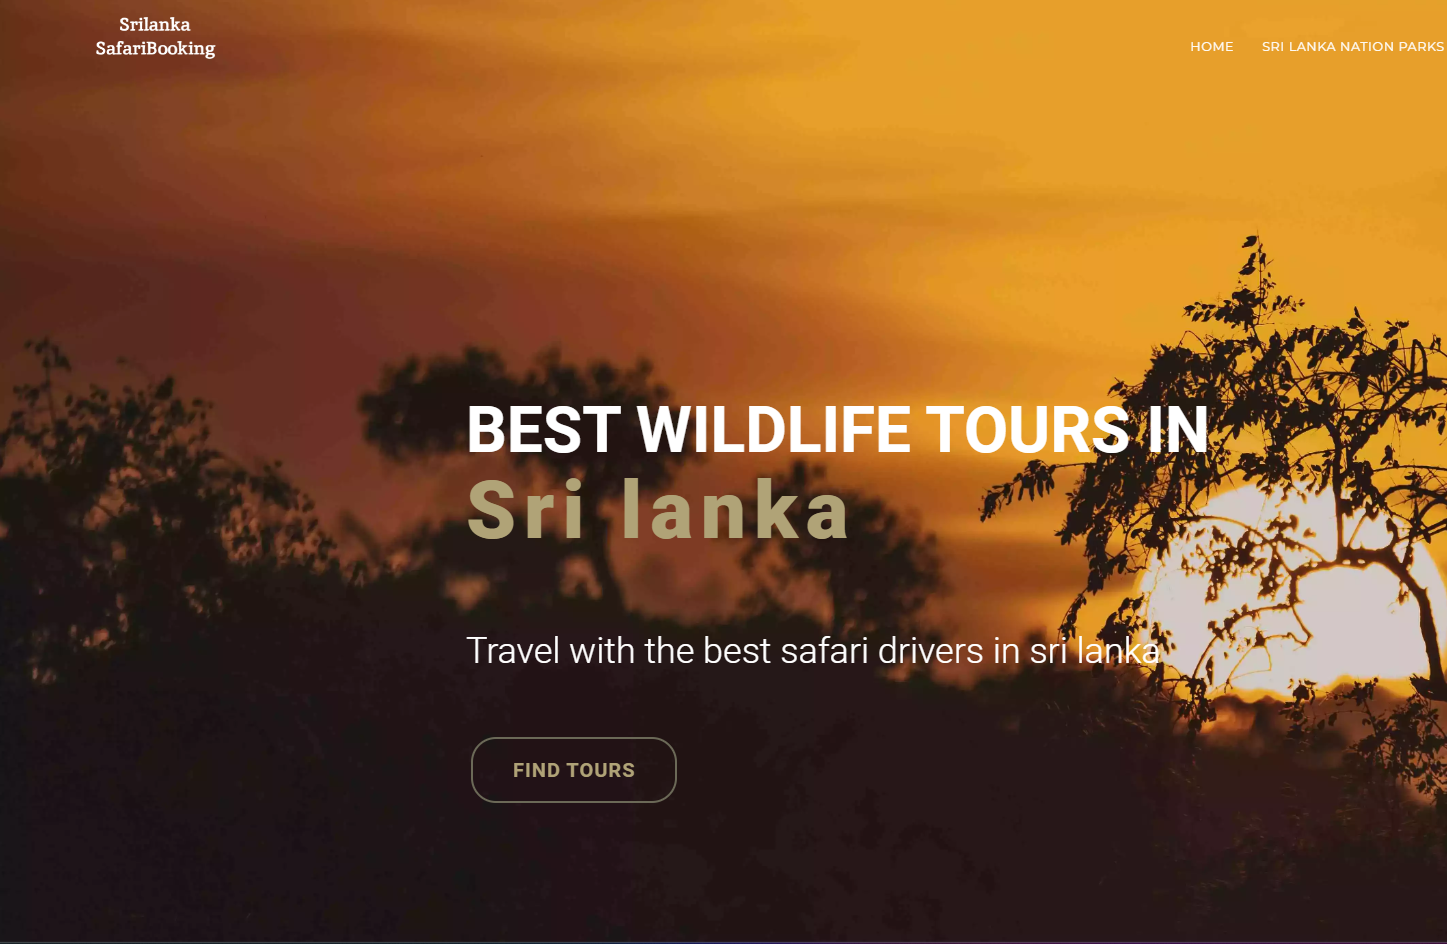 Srilanka
SafariBooking
HOME SRI LANKA NATION PARKS
BEST WILDLIFE TOURS IN
Sri lanka
Travel with the best safari drivers in sri lanka
FIND TOURS